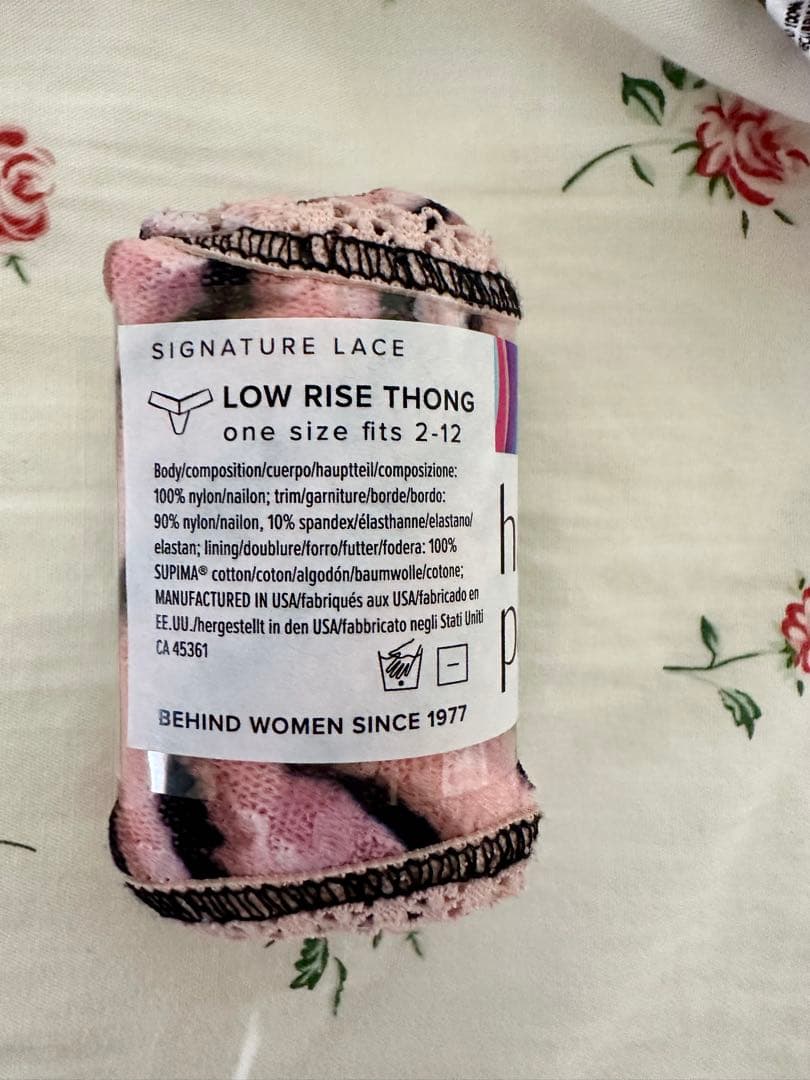 SIGNATURE LACE
LOW RISE THONG
one size fits 2-12
Body/composition/cuerpo/hauptteil/composizione:
100% nylon/nailon; trim/garniture/borde/bordo:
90% nylon/nailon, 10% spandex/élasthanne/elastano/
elastan; lining/doublure/forro/futter/fodera: 100%
SUPIMA® cotton/coton/algodón/baumwolle/cotone;
MANUFACTURED IN USA/fabriqués aux USA/fabricado en
EE.UU./hergestellt in den USA/fabbricato negli Stati Uniti
CA 45361
BEHIND WOMEN SINCE 1977
h
p